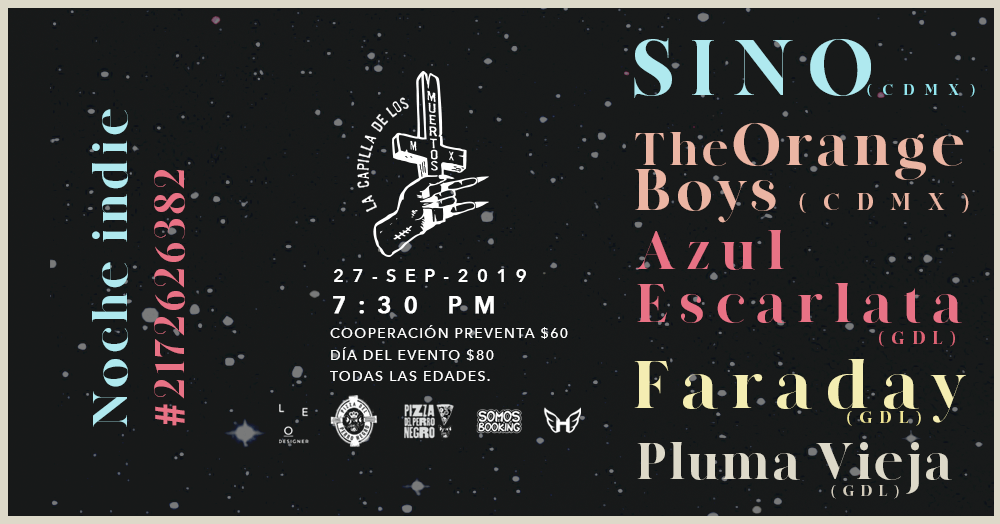 Noche indie
#2172626382
LA CAPILLA DE LOS
MUERTOS
M X
27-SEP-2019
7:30 PM
COOPERACIÓN PREVENTA $60
DÍA DEL EVENTO $80
TODAS LAS EDADES.
L E
O
DESIGNER
PIZZA
DEL PERRO
NEGRO
SOMOS
BOOKING
SINO (CDMX)
The Orange
Boys (CDMX)
Azul
Escarlata
(GDL)
Faraday
(GDL)
Pluma Vieja
(GDL)